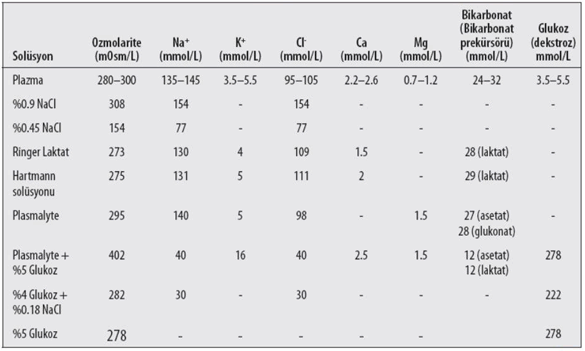 Solüsyon Ozmolarite (mOsm/L) Na⁺ (mmol/L) K⁺ (mmol/L) Cl⁻ (mmol/L) Ca (mmol/L) Mg (mmol/L) Bikarbonat (Bikarbonat prekürsörü) (mmol/L) Glukoz (dekstroz) mmol/L
Plazma 280–300 135–145 3.5–5.5 95–105 2.2–2.6 0.7–1.2 24–32 3.5–5.5
%0.9 NaCl 308 154 - 154 - - - -
%0.45 NaCl 154 77 - 77 - - - -
Ringer Laktat 273 130 4 109 1.5 - 28 (laktat) -
Hartmann solüsyonu 275 131 5 111 2 - 29 (laktat) -
Plasmalyte 295 140 5 98 - 1.5 27 (asetat) 28 (glukonat) -
Plasmalyte + %5 Glukoz 402 40 16 40 2.5 1.5 12 (asetat) 12 (laktat) 278
%4 Glukoz + %0.18 NaCl 282 30 - 30 - - - 222
%5 Glukoz 278 - - - - - - 278